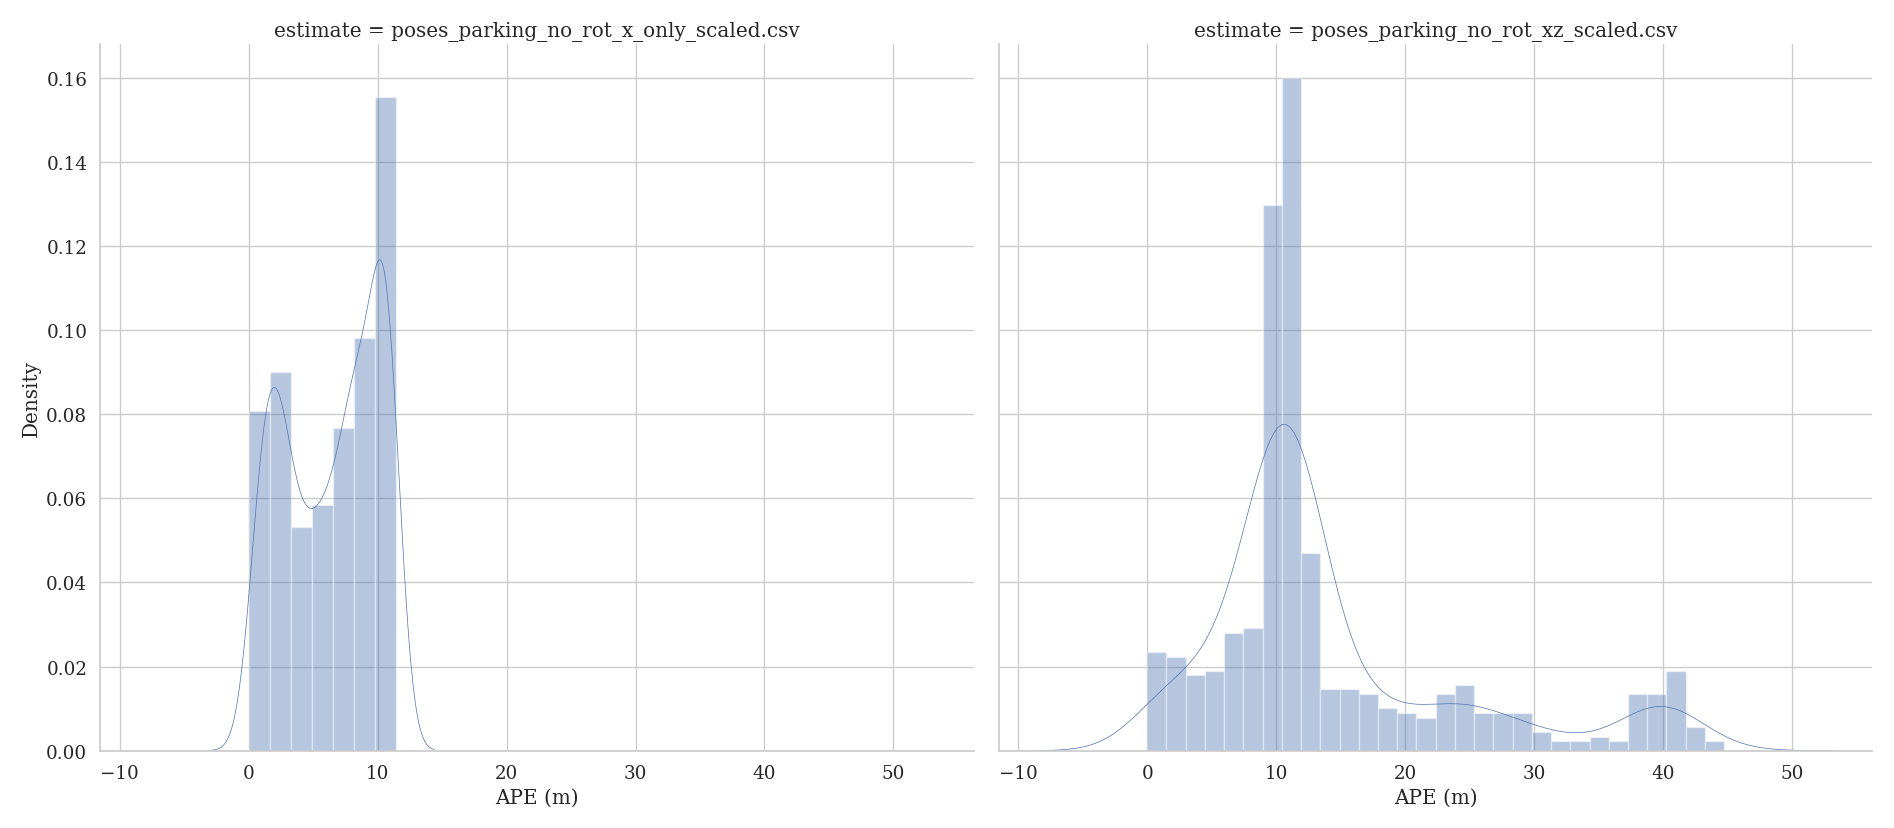 estimate = poses_parking_no_rot_x_only_scaled.csv
estimate = poses_parking_no_rot_xz_scaled.csv
0.16
0.14
0.12
0.10
0.08
0.06
0.04
0.02
0.00
Density
−10 0 10 20 30 40 50
−10 0 10 20 30 40 50
APE (m)
APE (m)